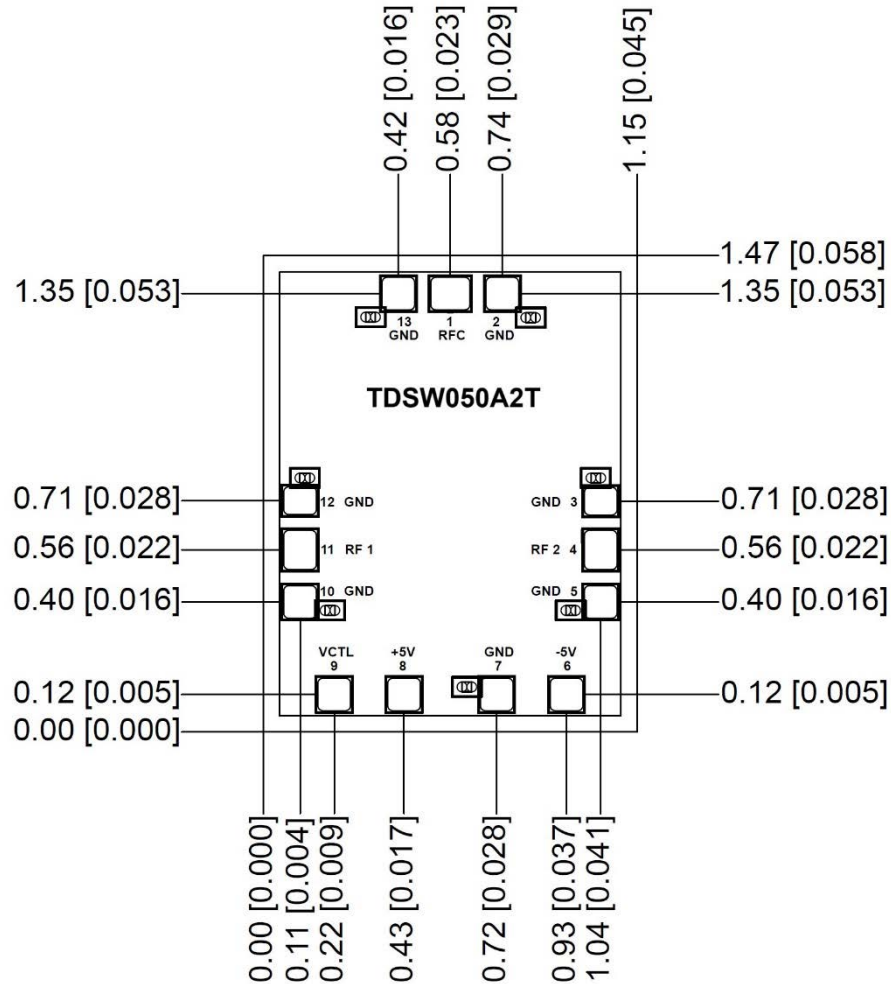 0.42 [0.016]
0.58 [0.023]
0.74 [0.029]
1.15 [0.045]
1.47 [0.058]
1.35 [0.053]
1.35 [0.053]
13 1 2
GND RFC GND
TDSW050A2T
0.71 [0.028] 12 GND GND 3 0.71 [0.028]
0.56 [0.022] 11 RF 1 RF 2 4 0.56 [0.022]
0.40 [0.016] 10 GND GND 5 0.40 [0.016]
VCTL +5V GND -5V
9 8 7 6
0.12 [0.005] 0.12 [0.005]
0.00 [0.000]
0.00 [0.000]
0.11 [0.004]
0.22 [0.009]
0.43 [0.017]
0.72 [0.028]
0.93 [0.037]
1.04 [0.041]